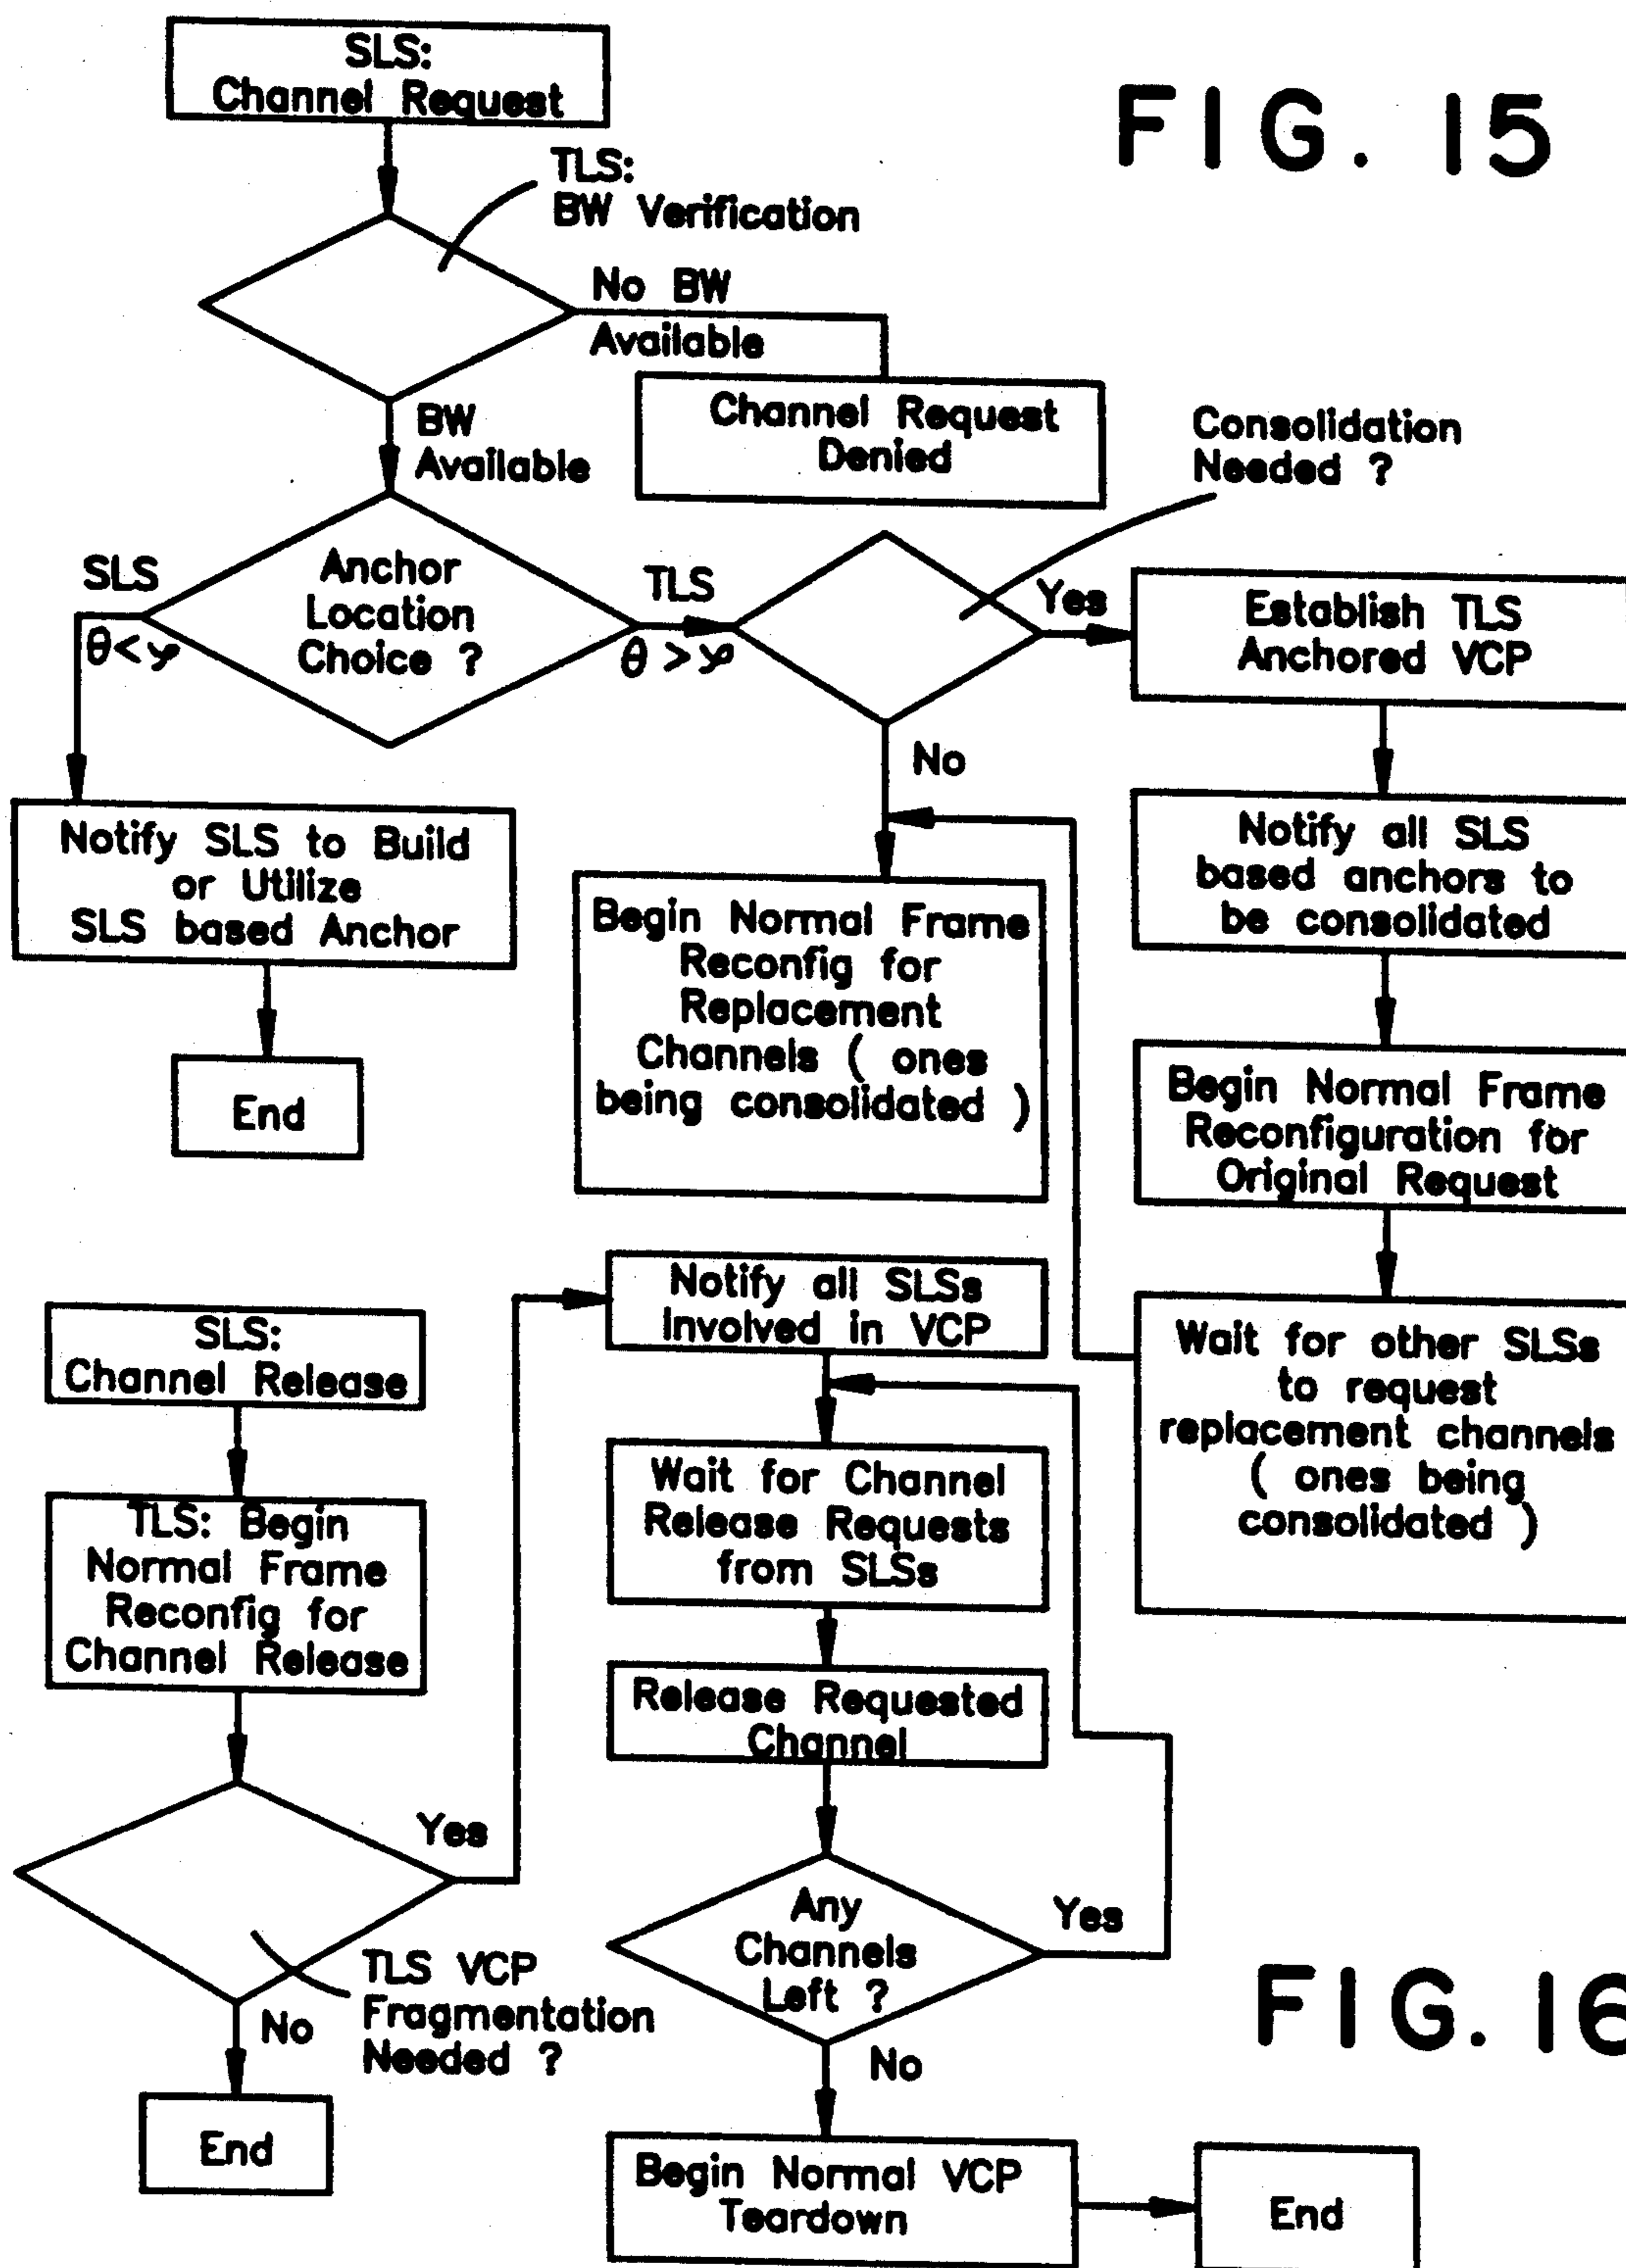 FIG. 15
SLS:
Channel Request
TLS:
BW Verification
No BW
Available
Channel Request
Denied
BW
Available
Consolidation
Needed ?
SLS
Anchor
Location
Choice ?
θ<φ
TLS
θ >φ
Yes
Establish TLS
Anchored VCP
No
Notify SLS to Build
or Utilize
SLS based Anchor
End
Begin Normal Frame
Reconfig for
Replacement
Channels ( ones
being consolidated )
Notify all SLS
based anchors to
be consolidated
Begin Normal Frame
Reconfiguration for
Original Request
Wait for other SLSs
to request
replacement channels
( ones being
consolidated )
SLS:
Channel Release
TLS: Begin
Normal Frame
Reconfig for
Channel Release
Yes
TLS VCP
Fragmentation
Needed ?
No
End
Notify all SLSs
Involved in VCP
Wait for Channel
Release Requests
from SLSs
Release Requested
Channel
Any
Channels
Left ?
Yes
No
Begin Normal VCP
Teardown
End
FIG. 16